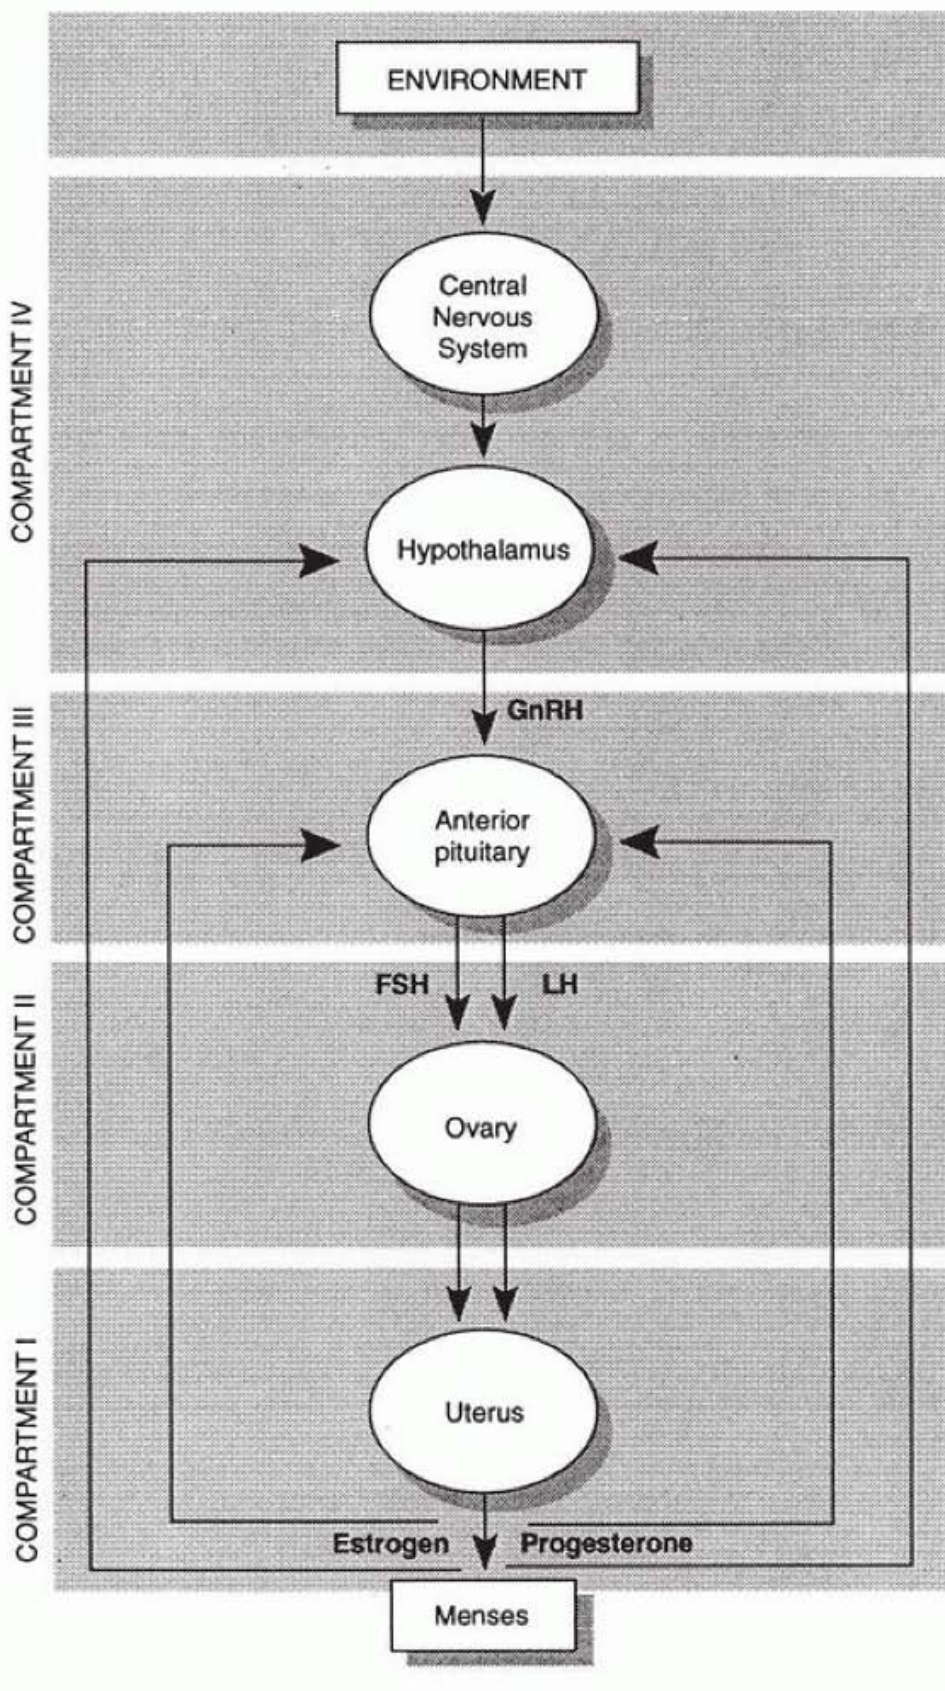 ENVIRONMENT
COMPARTMENT IV
Central
Nervous
System
Hypothalamus
COMPARTMENT III
GnRH
Anterior
pituitary
COMPARTMENT II
FSH
LH
Ovary
COMPARTMENT I
Uterus
Estrogen
Progesterone
Menses